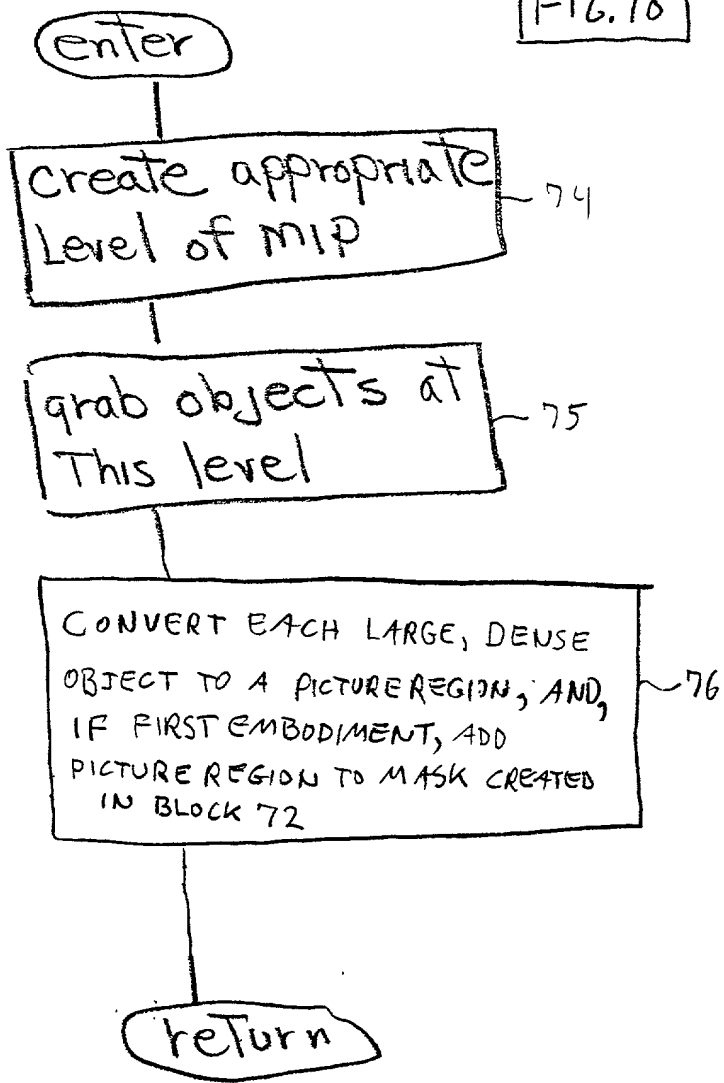 FIG. 10
enter
create appropriate
Level of MIP
74
grab objects at
This level
75
CONVERT EACH LARGE, DENSE
OBJECT TO A PICTURE REGION, AND,
IF FIRST EMBODIMENT, ADD
PICTURE REGION TO MASK CREATED
IN BLOCK 72
76
return